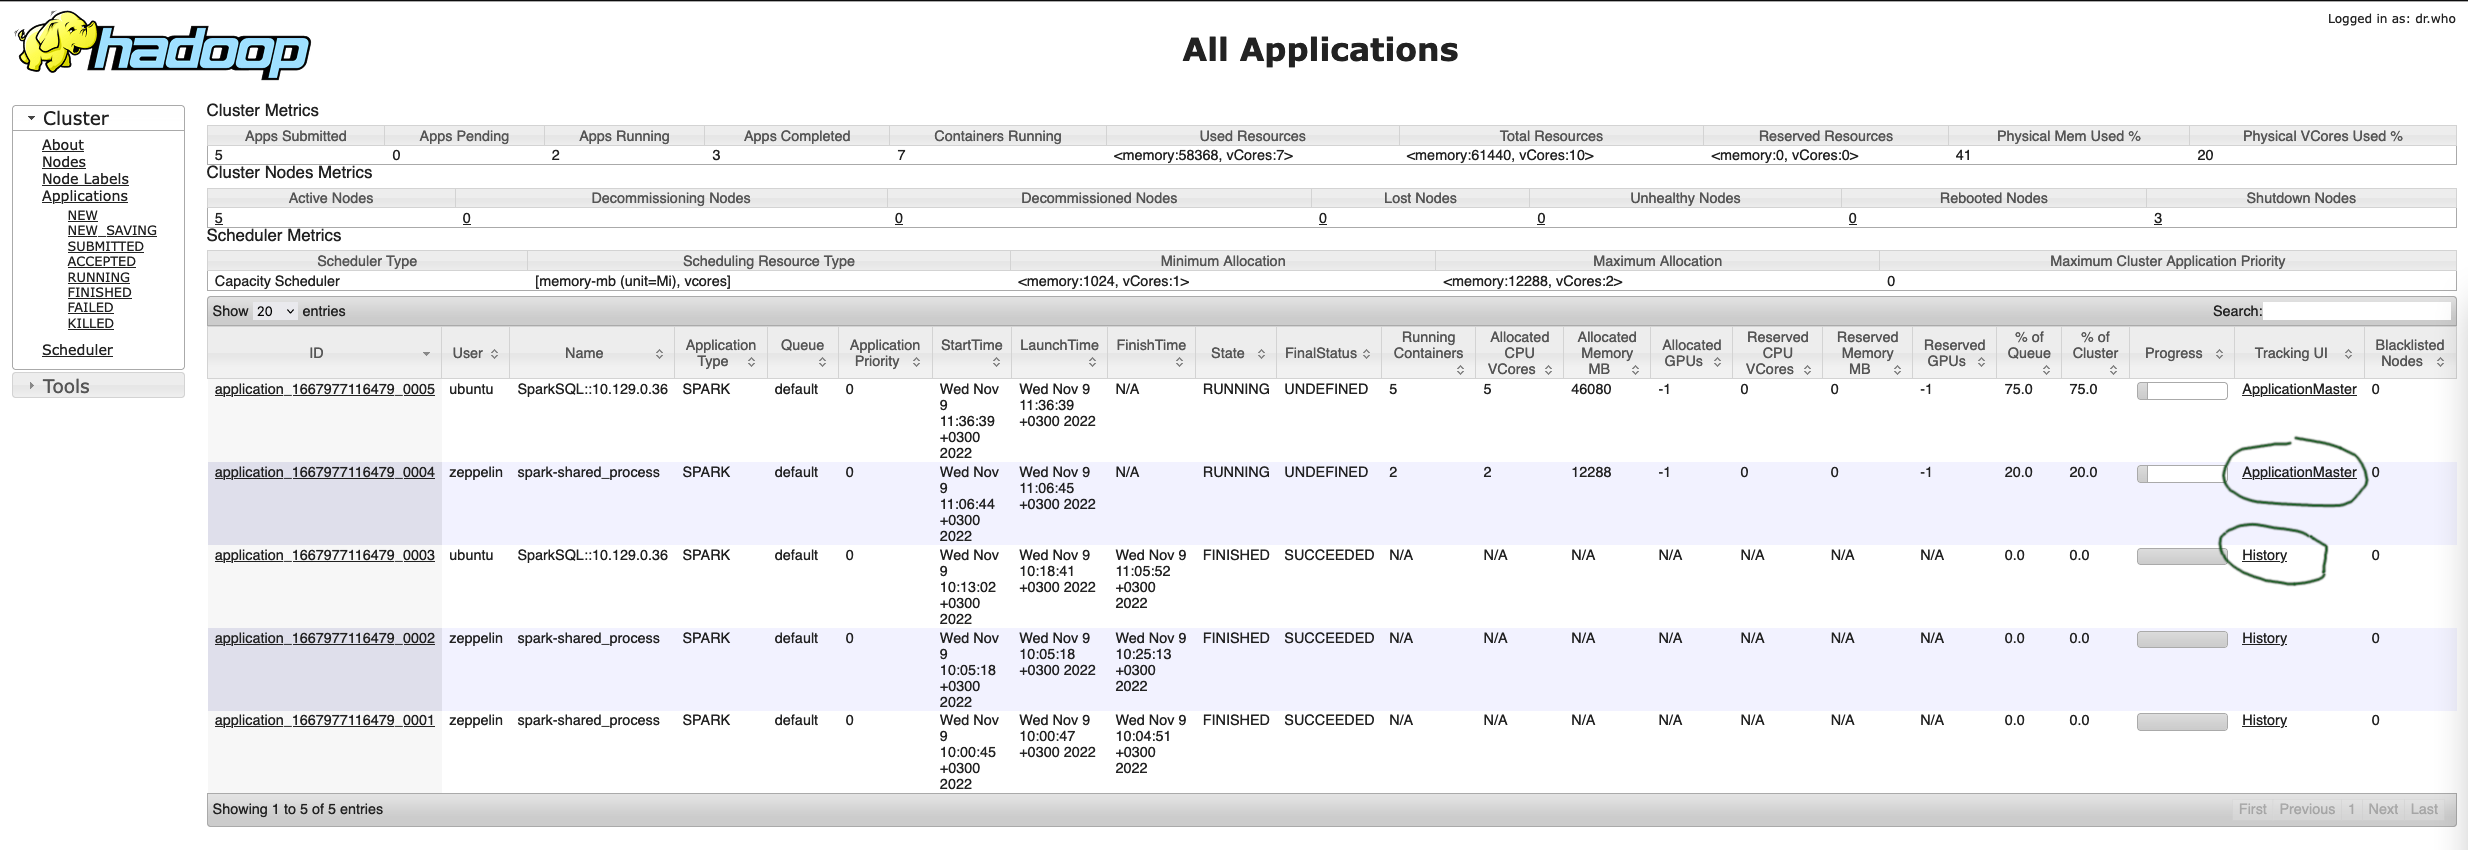 Logged in as: dr.who
hadoop
All Applications
Cluster
About
Nodes
Node Labels
Applications
NEW
NEW_SAVING
SUBMITTED
ACCEPTED
RUNNING
FINISHED
FAILED
KILLED
Scheduler
Tools
Cluster Metrics
Apps Submitted Apps Pending Apps Running Apps Completed Containers Running Used Resources Total Resources Reserved Resources Physical Mem Used % Physical VCores Used %
5 0 2 3 7 <memory:58368, vCores:7> <memory:61440, vCores:10> <memory:0, vCores:0> 41 20
Cluster Nodes Metrics
Active Nodes Decommissioning Nodes Decommissioned Nodes Lost Nodes Unhealthy Nodes Rebooted Nodes Shutdown Nodes
5 0 0 0 0 0 3
Scheduler Metrics
Scheduler Type Scheduling Resource Type Minimum Allocation Maximum Allocation Maximum Cluster Application Priority
Capacity Scheduler [memory-mb (unit=Mi), vcores] <memory:1024, vCores:1> <memory:12288, vCores:2> 0
Show 20 entries Search:
ID User Name Application Type Queue Application Priority StartTime LaunchTime FinishTime State FinalStatus Running Containers Allocated CPU VCores Allocated Memory MB Allocated GPUs Reserved CPU VCores Reserved Memory MB Reserved GPUs % of Queue % of Cluster Progress Tracking UI Blacklisted Nodes
application_1667977116479_0005 ubuntu SparkSQL::10.129.0.36 SPARK default 0 Wed Nov 9 11:36:39 +0300 2022 Wed Nov 9 11:36:39 +0300 2022 N/A RUNNING UNDEFINED 5 5 46080 -1 0 0 -1 75.0 75.0 ApplicationMaster 0
application_1667977116479_0004 zeppelin spark-shared_process SPARK default 0 Wed Nov 9 11:06:44 +0300 2022 Wed Nov 9 11:06:45 +0300 2022 N/A RUNNING UNDEFINED 2 2 12288 -1 0 0 -1 20.0 20.0 ApplicationMaster 0
application_1667977116479_0003 ubuntu SparkSQL::10.129.0.36 SPARK default 0 Wed Nov 9 10:13:02 +0300 2022 Wed Nov 9 10:18:41 +0300 2022 Wed Nov 9 11:05:52 +0300 2022 FINISHED SUCCEEDED N/A N/A N/A N/A N/A N/A N/A 0.0 0.0 History 0
application_1667977116479_0002 zeppelin spark-shared_process SPARK default 0 Wed Nov 9 10:05:18 +0300 2022 Wed Nov 9 10:05:18 +0300 2022 Wed Nov 9 10:25:13 +0300 2022 FINISHED SUCCEEDED N/A N/A N/A N/A N/A N/A N/A 0.0 0.0 History 0
application_1667977116479_0001 zeppelin spark-shared_process SPARK default 0 Wed Nov 9 10:00:45 +0300 2022 Wed Nov 9 10:00:47 +0300 2022 Wed Nov 9 10:04:51 +0300 2022 FINISHED SUCCEEDED N/A N/A N/A N/A N/A N/A N/A 0.0 0.0 History 0
Showing 1 to 5 of 5 entries First Previous 1 Next Last